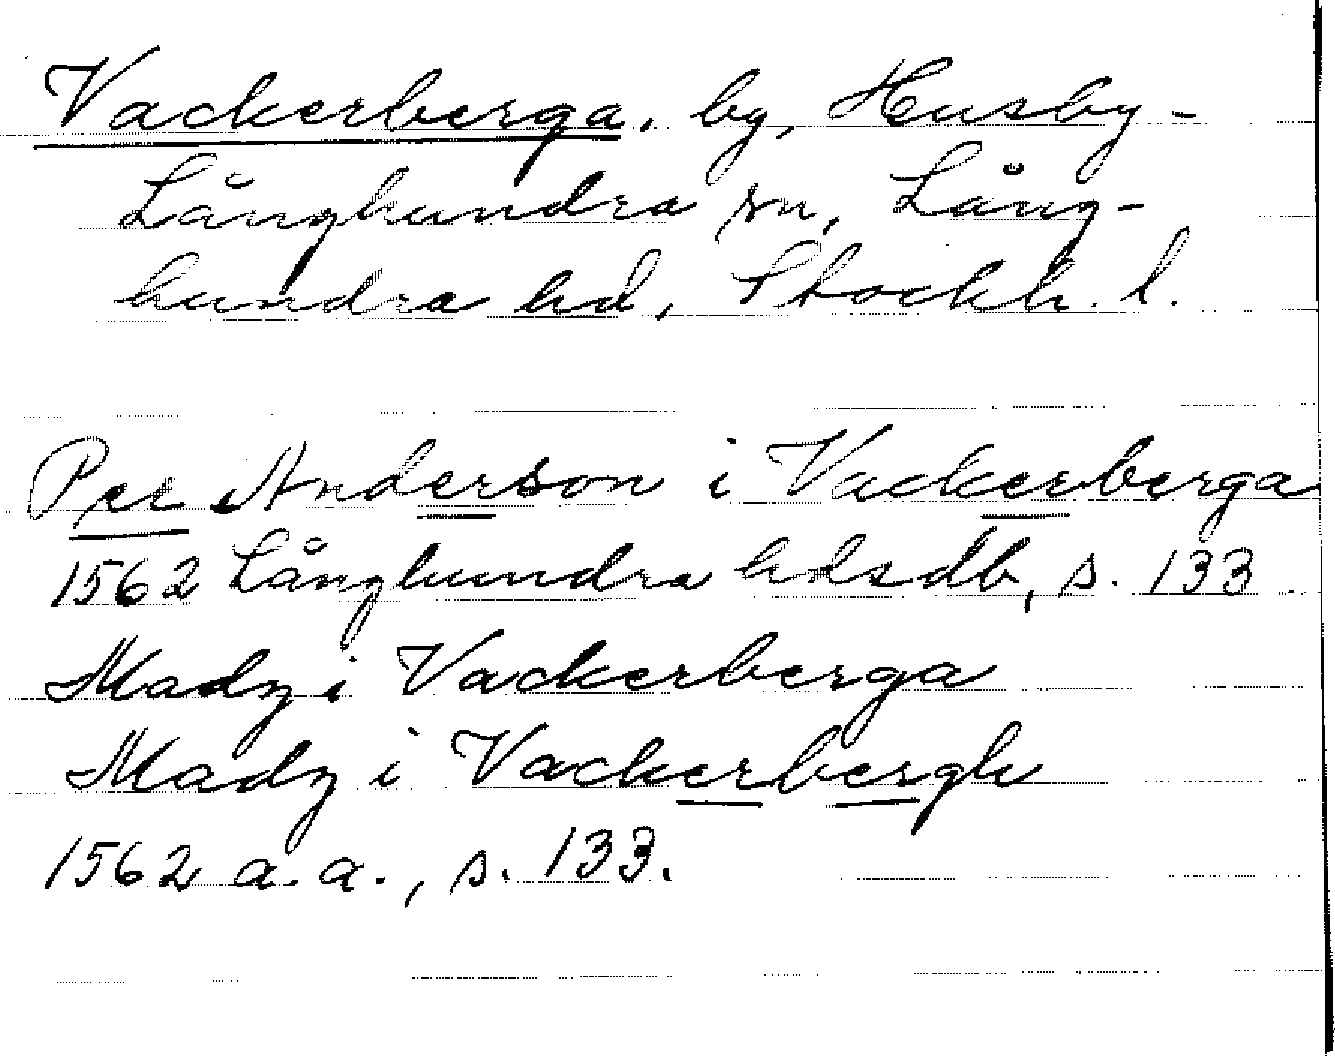 Vackerberga, by, Husby-
Långhundra sn, Lång-
hundra hd, Stockh. l.
Per Anderson i Vackerberga
1562 Långhundra hdsdb, s. 133
Madz i Vackerberga
Madz i Vackerbergh
1562 a.a., s. 133.